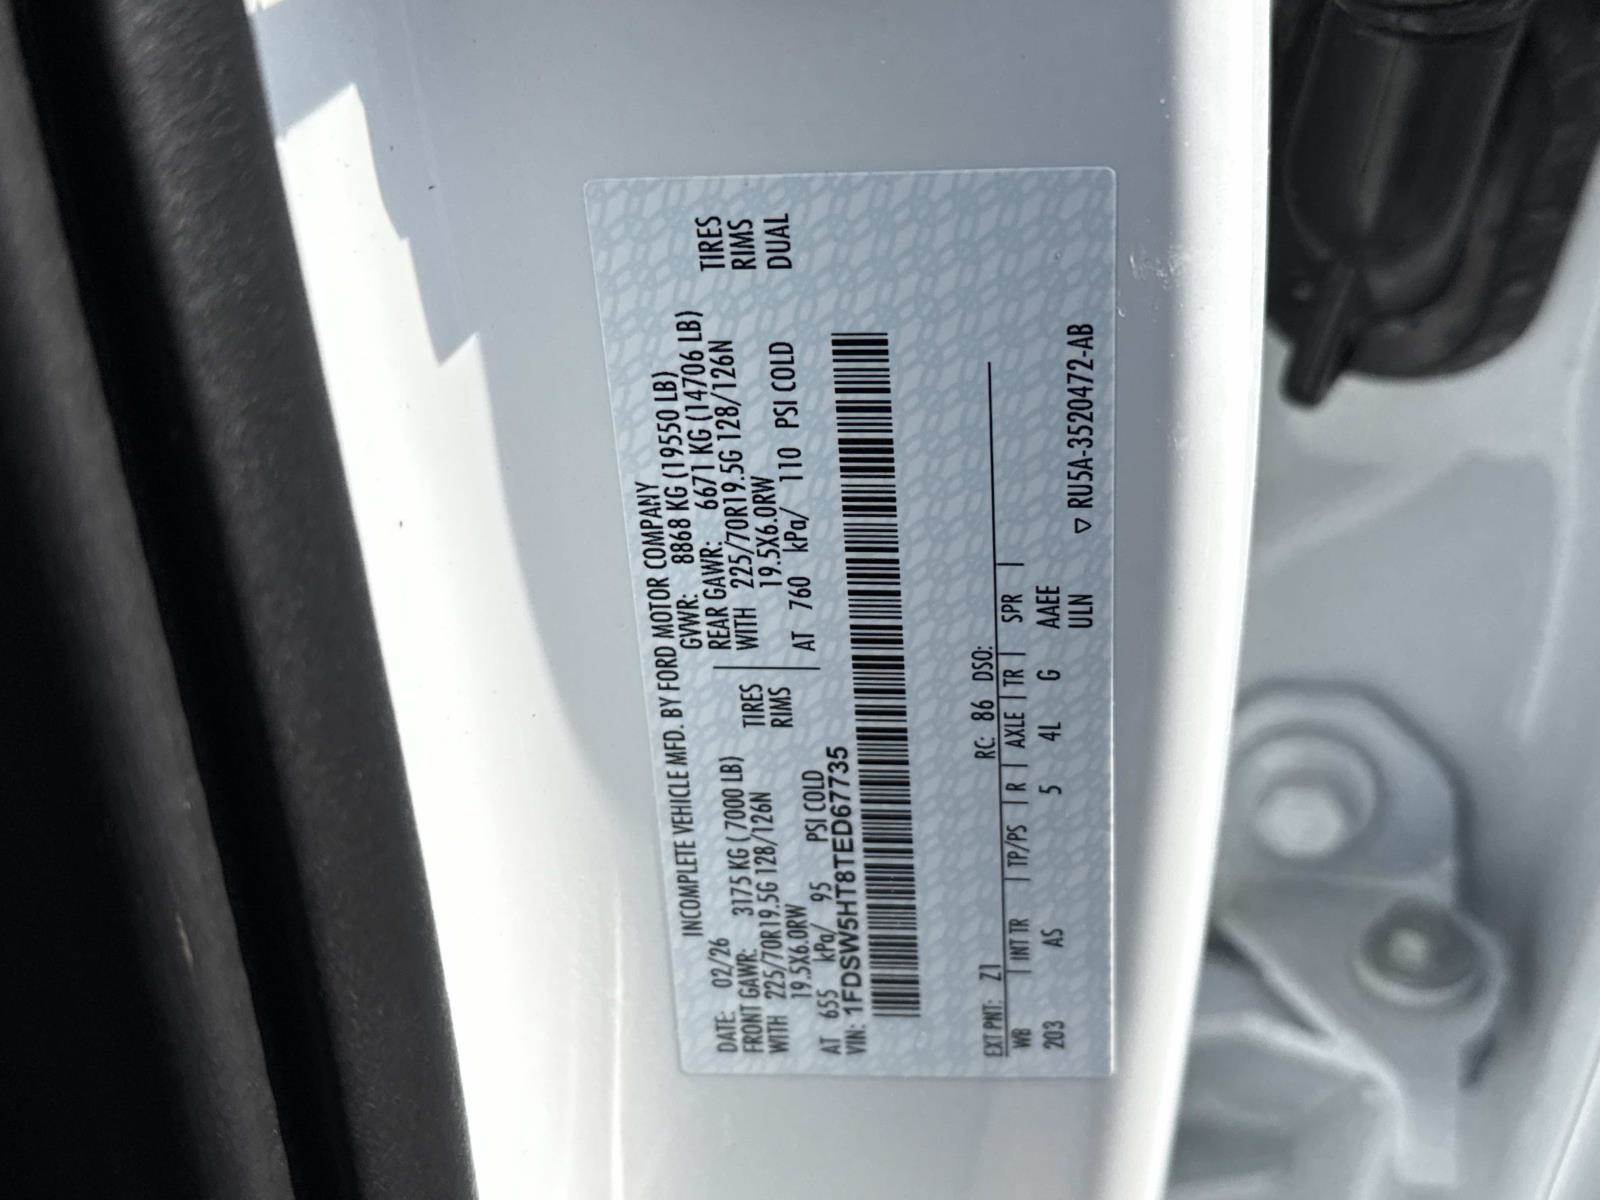 INCOMPLETE VEHICLE MFD. BY FORD MOTOR COMPANY
DATE: 02/26 GVWR: 8868 KG (19550 LB)
FRONT GAWR: 3175 KG ( 7000 LB) REAR GAWR: 6671 KG (14706 LB)
WITH 225/70R19.5G 128/126N TIRES WITH 225/70R19.5G 128/126N TIRES
19.5X6.0RW RIMS 19.5X6.0RW RIMS
AT 655 kPa/ 95 PSI COLD AT 760 kPa/ 110 PSI COLD DUAL
VIN: 1FDSW5HT8TED67735
EXT PNT: Z1 RC: 86 DSO:
WB | INT TR | TP/PS | R | AXLE | TR | SPR |
203 AS 5 4L G AAEE
ULN ▽ RU5A-3520472-AB